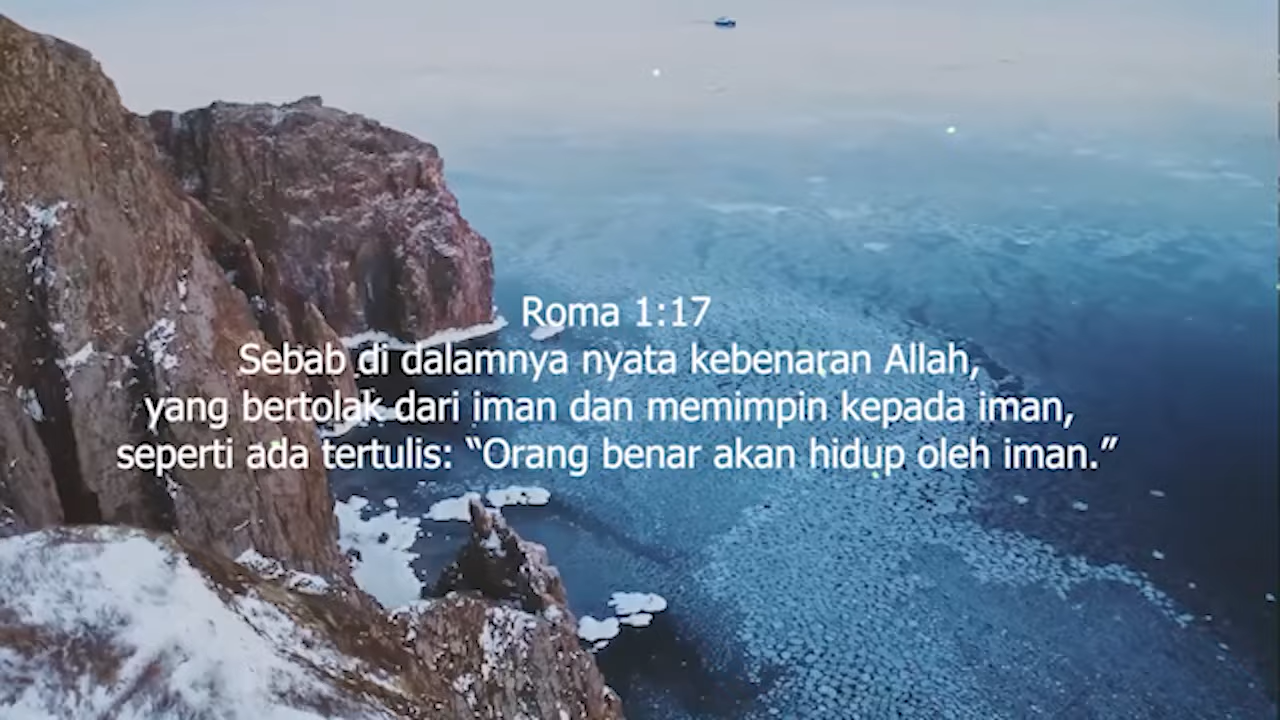 Roma 1:17
Sebab di dalamnya nyata kebenaran Allah,
yang bertolak dari iman dan memimpin kepada iman,
seperti ada tertulis: “Orang benar akan hidup oleh iman.”